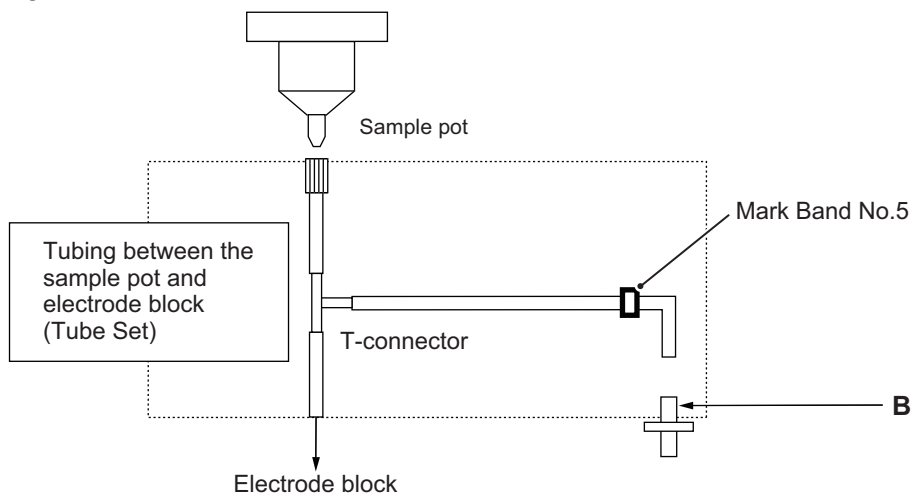 Sample pot
Mark Band No.5
Tubing between the
sample pot and
electrode block
(Tube Set)
T-connector
B
Electrode block